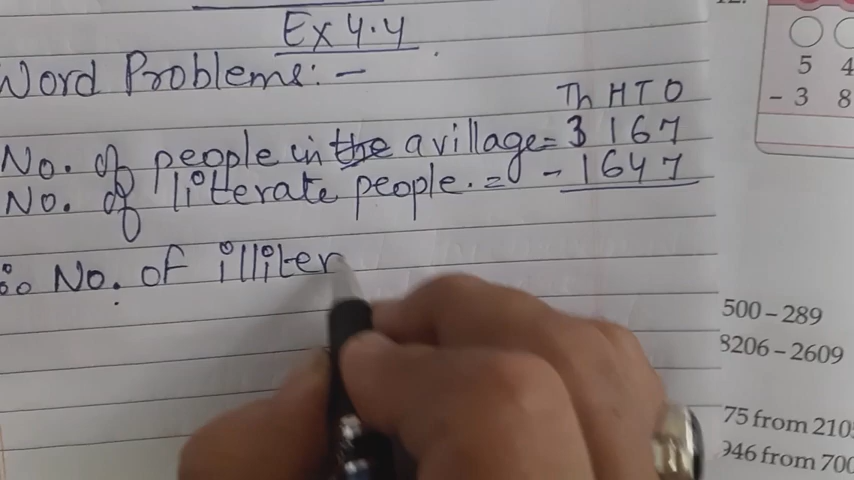 Ex 4.4
Word Problems:-
Th H T O
No. of people in the a village = 3 1 6 7
No. of literate people. = - 1 6 4 7
∴ No. of illiter
5 4
- 3 8
500 – 289
8206 – 2609
75 from 210
946 from 700